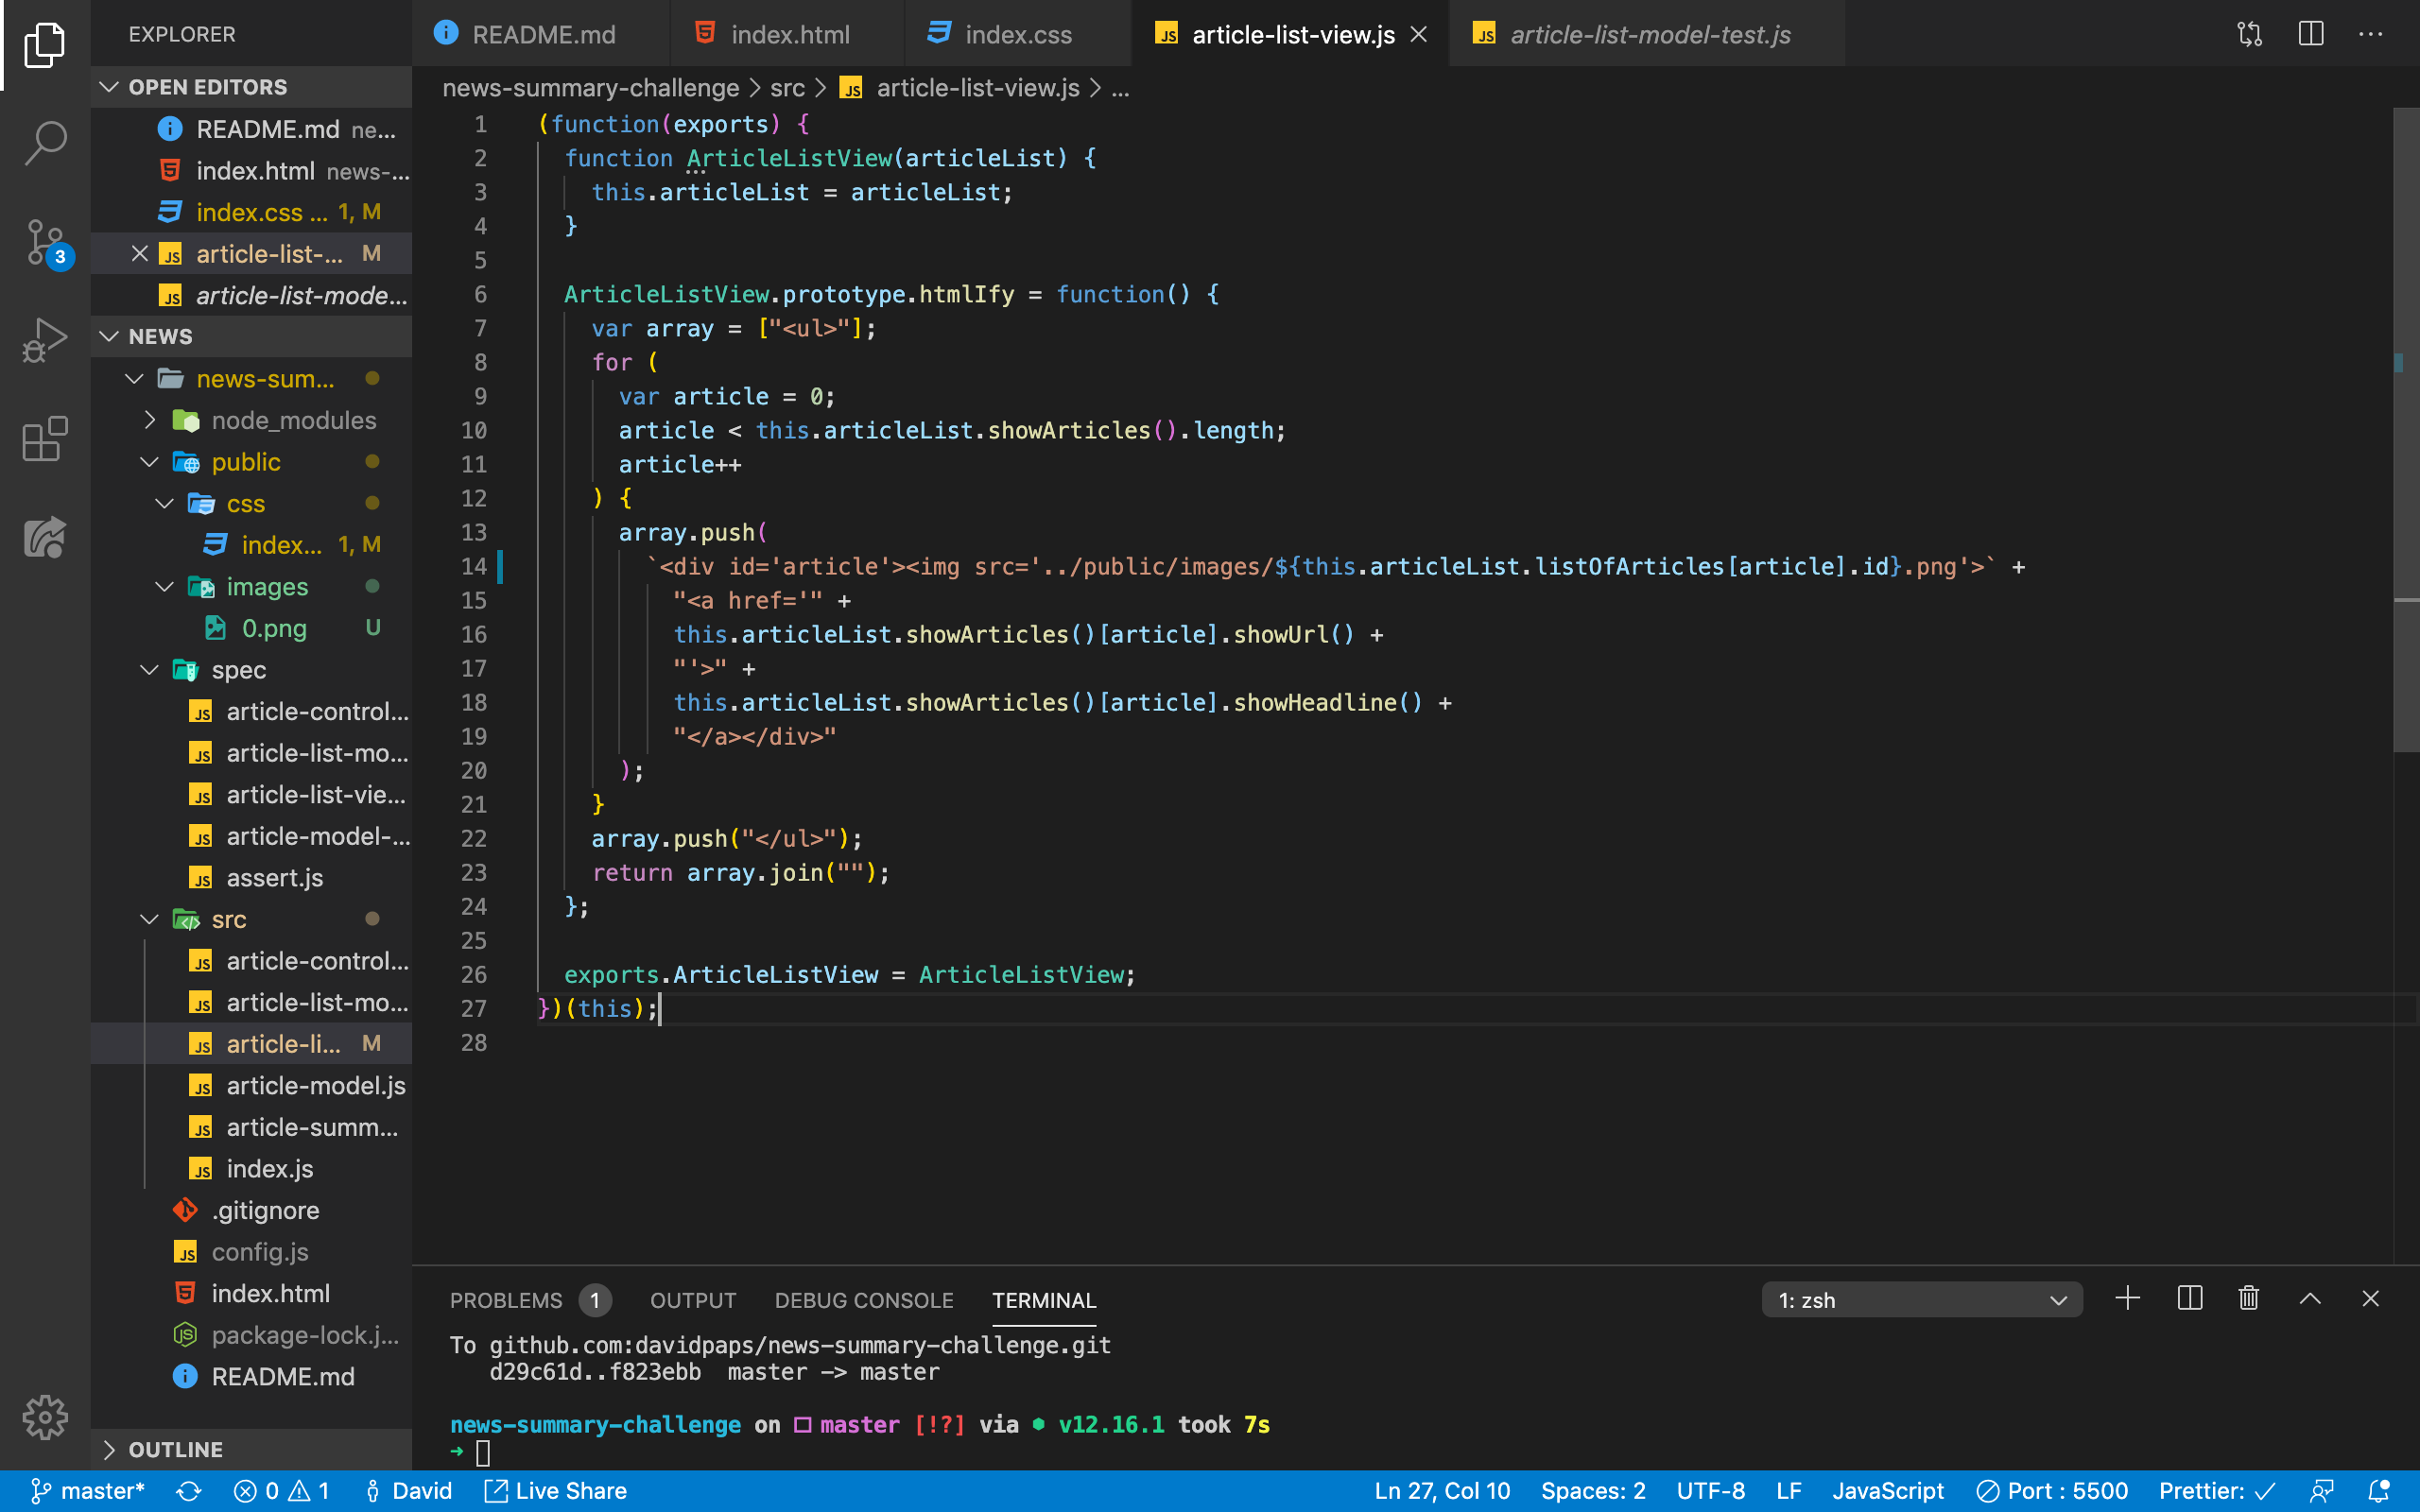 EXPLORER
OPEN EDITORS
README.md ne...
index.html news-...
index.css ... 1, M
article-list-... M
article-list-mode...
NEWS
news-sum...
node_modules
public
css
index... 1, M
images
0.png U
spec
article-control...
article-list-mo...
article-list-vie...
article-model-...
assert.js
src
article-control...
article-list-mo...
article-li... M
article-model.js
article-summ...
index.js
.gitignore
config.js
index.html
package-lock.j...
README.md
OUTLINE
3
README.md index.html index.css article-list-view.js article-list-model-test.js
news-summary-challenge > src > JS article-list-view.js > ...
1 (function(exports) {
2 function ArticleListView(articleList) {
3 this.articleList = articleList;
4 }
5
6 ArticleListView.prototype.htmlIfy = function() {
7 var array = ["<ul>"];
8 for (
9 var article = 0;
10 article < this.articleList.showArticles().length;
11 article++
12 ) {
13 array.push(
14 `<div id='article'><img src='../public/images/${this.articleList.listOfArticles[article].id}.png'>` +
15 "<a href='" +
16 this.articleList.showArticles()[article].showUrl() +
17 "'>" +
18 this.articleList.showArticles()[article].showHeadline() +
19 "</a></div>"
20 );
21 }
22 array.push("</ul>");
23 return array.join("");
24 };
25
26 exports.ArticleListView = ArticleListView;
27 })(this);
28
PROBLEMS 1 OUTPUT DEBUG CONSOLE TERMINAL 1: zsh
To github.com:davidpaps/news-summary-challenge.git
d29c61d..f823ebb master -> master
news-summary-challenge on master [!?] via v12.16.1 took 7s
master* 0 1 David Live Share Ln 27, Col 10 Spaces: 2 UTF-8 LF JavaScript Port : 5500 Prettier: ✓